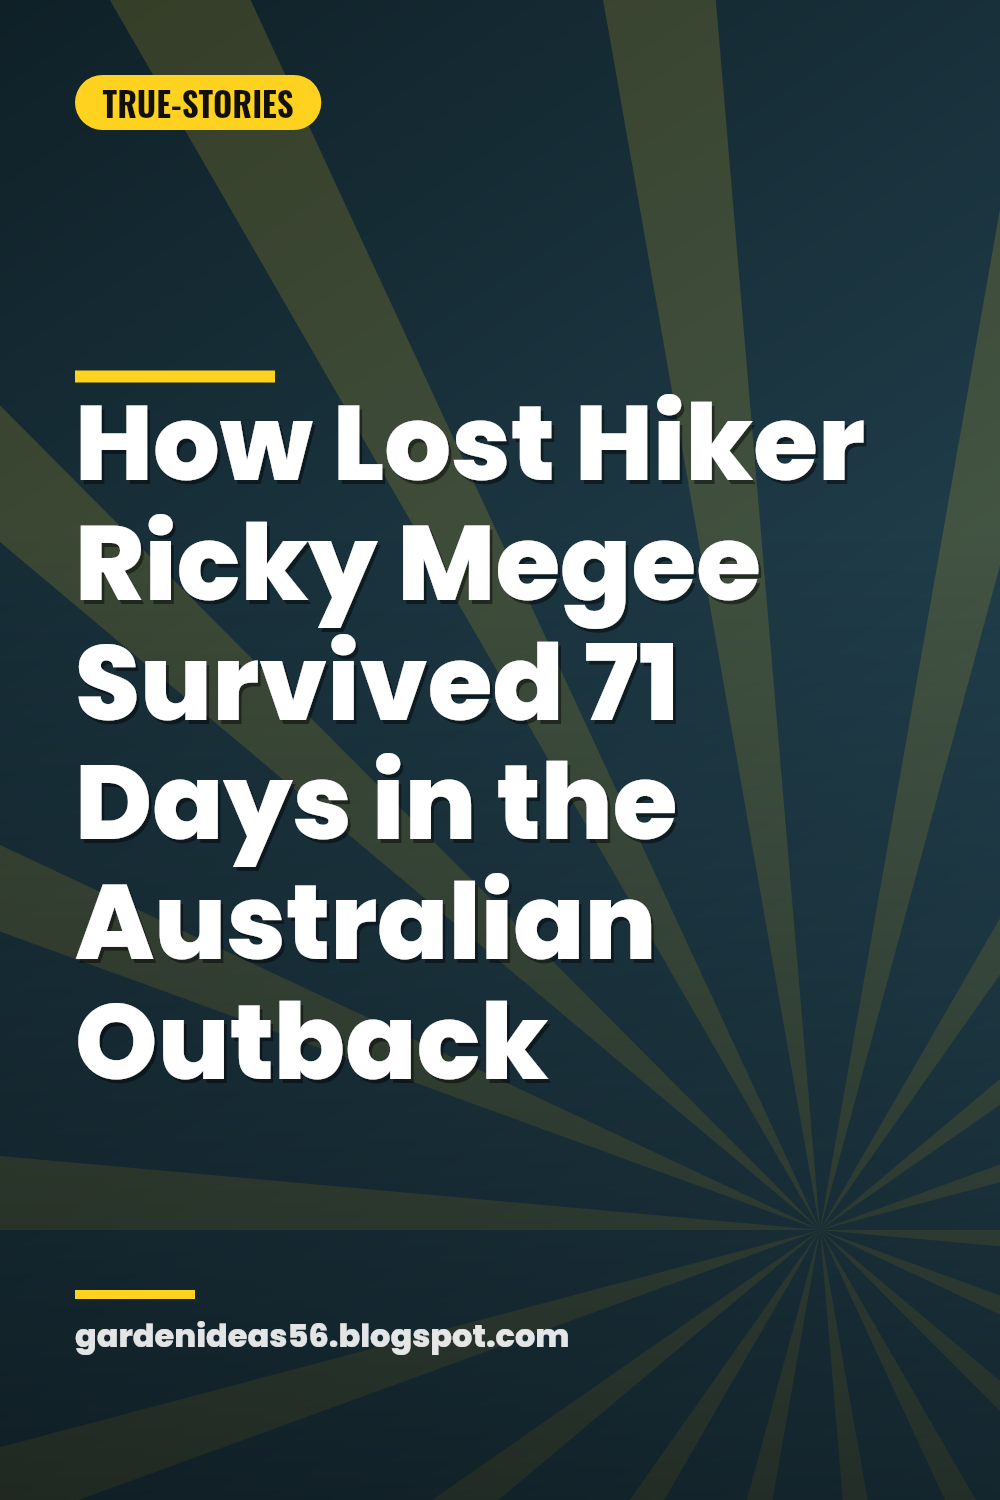 TRUE-STORIES
How Lost Hiker
Ricky Megee
Survived 71
Days in the
Australian
Outback
gardenideas56.blogspot.com